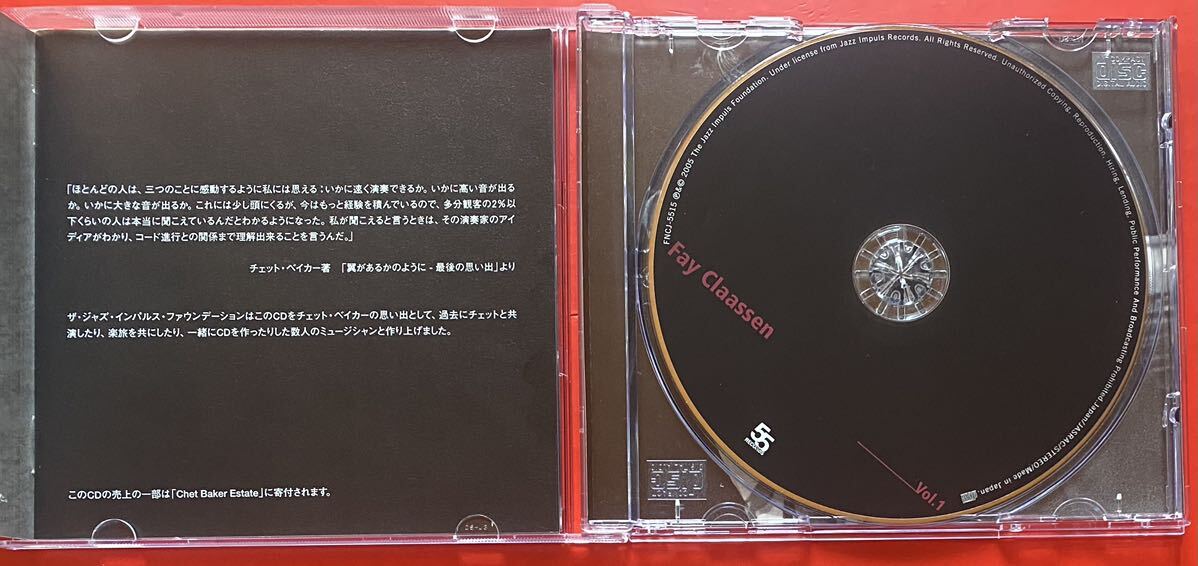 「ほとんどの人は、三つのことに感動するように私には思える：いかに速く演奏できるか。いかに高い音が出る
か。いかに大きな音が出るか。これには少し頭にくるが、今はもっと経験を積んでいるので、多分観客の2%以
下くらいの人は本当に聞こえているんだとわかるようになった。私が聞こえると言うときは、その演奏家のアイ
ディアがわかり、コード進行との関係まで理解出来ることを言うんだ。」
チェット・ベイカー著　「翼があるかのように - 最後の思い出」より
ザ・ジャズ・インパルス・ファウンデーションはこのCDをチェット・ベイカーの思い出として、過去にチェットと共
演したり、楽旅を共にしたり、一緒にCDを作ったりした数人のミュージシャンと作り上げました。
このCDの売上の一部は「Chet Baker Estate」に寄付されます。
FNCJ-5515 ℗&© 2005 The Jazz Impuls Foundation. Under license from Jazz Impuls Records. All Rights Reserved. Unauthorized Copying, Reproduction, Hiring, Lending, Public Performance And Broadcasting Prohibited.Japan/JASRAC/STEREO/Made in Japan.
Fay Claassen
55
RECORDS
Vol.1
COMPACT
disc
DIGITAL AUDIO